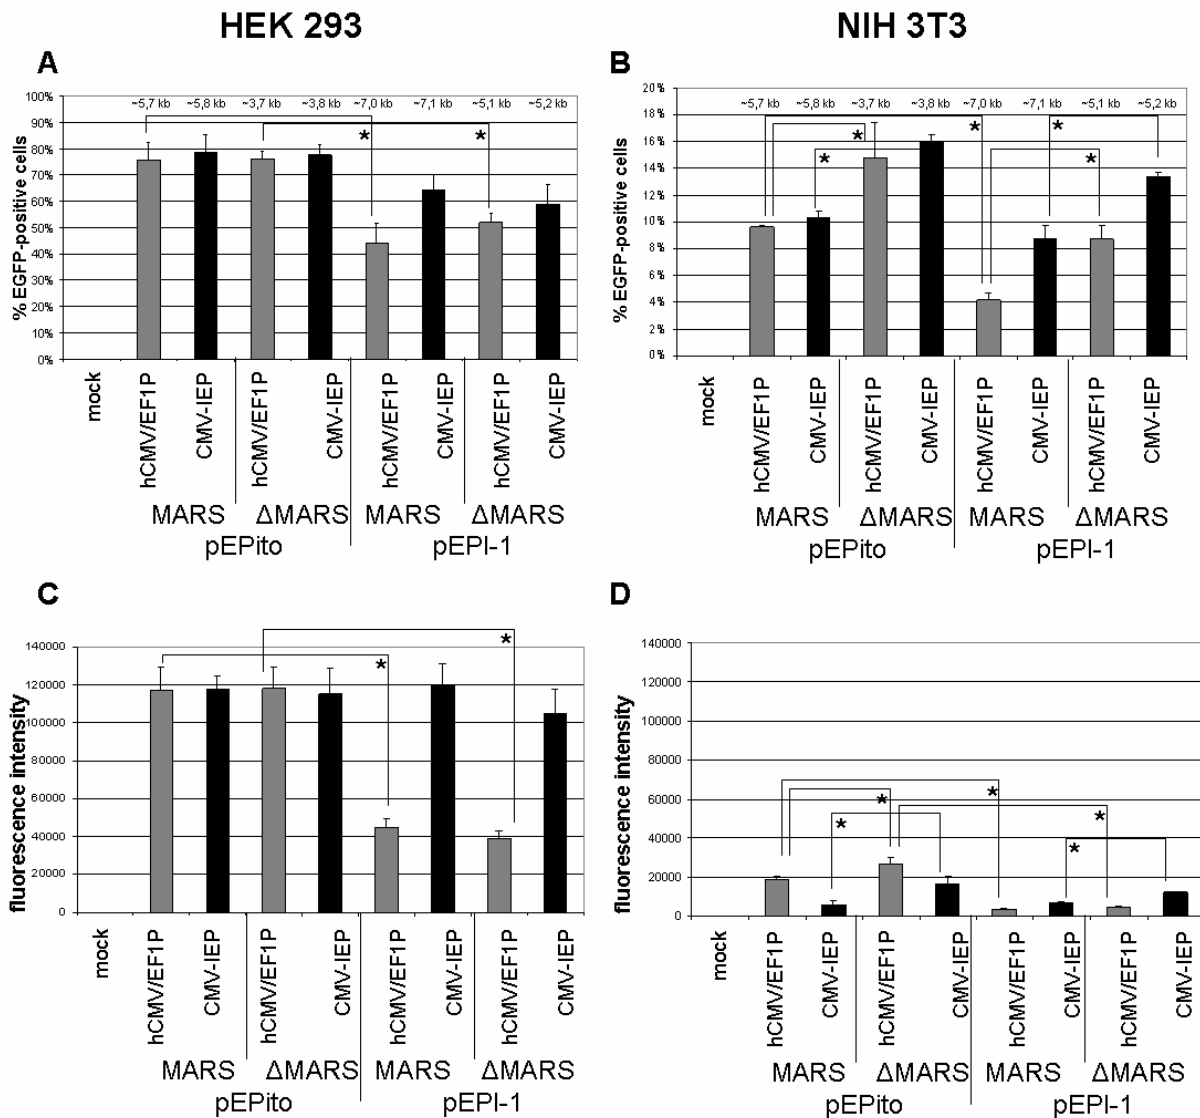 HEK 293
NIH 3T3
A
% EGFP-positive cells
100%
90%
80%
70%
60%
50%
40%
30%
20%
10%
0%
~5,7 kb ~5,8 kb ~3,7 kb ~3,8 kb ~7,0 kb ~7,1 kb ~5,1 kb ~5,2 kb
* *
mock hCMV/EF1P CMV-IEP hCMV/EF1P CMV-IEP hCMV/EF1P CMV-IEP hCMV/EF1P CMV-IEP
MARS ΔMARS MARS ΔMARS
pEPito pEPI-1
B
% EGFP-positive cells
20%
18%
16%
14%
12%
10%
8%
6%
4%
2%
0%
~5,7 kb ~5,8 kb ~3,7 kb ~3,8 kb ~7,0 kb ~7,1 kb ~5,1 kb ~5,2 kb
* * *
* *
mock hCMV/EF1P CMV-IEP hCMV/EF1P CMV-IEP hCMV/EF1P CMV-IEP hCMV/EF1P CMV-IEP
MARS ΔMARS MARS ΔMARS
pEPito pEPI-1
C
fluorescence intensity
140000
120000
100000
80000
60000
40000
20000
0
* *
mock hCMV/EF1P CMV-IEP hCMV/EF1P CMV-IEP hCMV/EF1P CMV-IEP hCMV/EF1P CMV-IEP
MARS ΔMARS MARS ΔMARS
pEPito pEPI-1
D
fluorescence intensity
140000
120000
100000
80000
60000
40000
20000
0
* * *
* *
mock hCMV/EF1P CMV-IEP hCMV/EF1P CMV-IEP hCMV/EF1P CMV-IEP hCMV/EF1P CMV-IEP
MARS ΔMARS MARS ΔMARS
pEPito pEPI-1